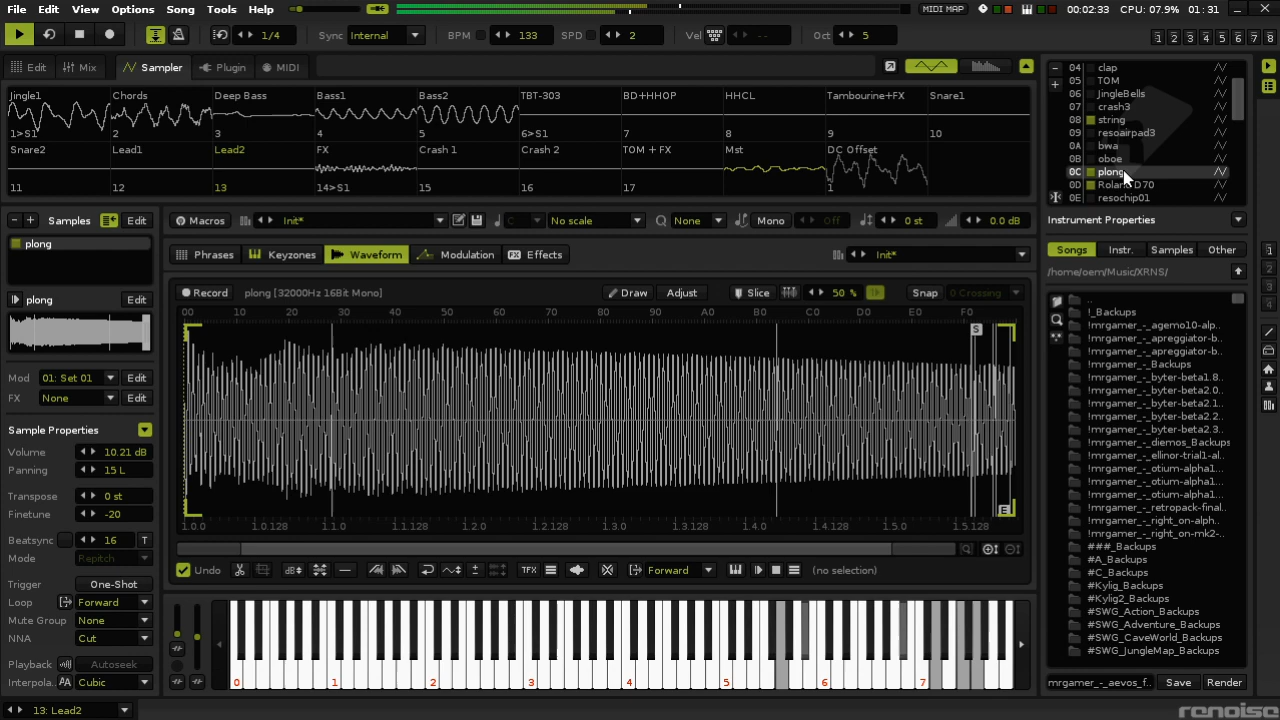 File Edit View Options Song Tools Help MIDI MAP 00:02:33 CPU: 07.9% 01:31
1/4 Sync Internal BPM 133 SPD 2 Vel -- Oct 5 1 2 3 4 5 6 7 8
Edit Mix Sampler Plugin MIDI
Jingle1 Chords Deep Bass Bass1 Bass2 TBT-303 BD+HHOP HHCL Tambourine+FX Snare1
1>S1 2 3 4 5 6>S1 7 8 9 10
Snare2 Lead1 Lead2 FX Crash 1 Crash 2 TOM + FX Mst DC Offset
11 12 13 14>S1 15 16 17 1
04 clap
05 TOM
06 JingleBells
07 crash3
08 string
09 resoairpad3
0A bwa
0B oboe
0C plong
0D Roland D70
0E resochip01
Samples Edit
plong
plong Edit
Mod 01: Set 01 Edit
FX None Edit
Sample Properties
Volume 10.21 dB
Panning 15 L
Transpose 0 st
Finetune -20
Beatsync 16 T
Mode Repitch
Trigger One-Shot
Loop Forward
Mute Group None
NNA Cut
Playback Autoseek
Interpola.. AA Cubic
13: Lead2
Macros Init* C No scale None Mono Off 0 st 0.0 dB
Phrases Keyzones Waveform Modulation FX Effects Init*
Record plong [32000Hz 16Bit Mono] Draw Adjust Slice 50 % Snap 0 Crossing
00 10 20 30 40 50 60 70 80 90 A0 B0 C0 D0 E0 F0
S
E
1.0.0 1.0.128 1.1.0 1.1.128 1.2.0 1.2.128 1.3.0 1.3.128 1.4.0 1.4.128 1.5.0 1.5.128
Undo dB TFX Forward (no selection)
0 1 2 3 4 5 6 7
Instrument Properties
Songs Instr. Samples Other
/home/oem/Music/XRNS/
..
!_Backups
!mrgamer_-_agemo10-alp..
!mrgamer_-_apreggiator-b..
!mrgamer_-_apreggiator-b..
!mrgamer_-_Backups
!mrgamer_-_byter-beta1.8..
!mrgamer_-_byter-beta2.0..
!mrgamer_-_byter-beta2.1..
!mrgamer_-_byter-beta2.2..
!mrgamer_-_byter-beta2.3..
!mrgamer_-_diemos_Backups
!mrgamer_-_ellinor-trial1-al..
!mrgamer_-_otium-alpha1...
!mrgamer_-_otium-alpha1...
!mrgamer_-_otium-alpha1...
!mrgamer_-_retropack-final..
!mrgamer_-_right_on-alph..
!mrgamer_-_right_on-mk2-..
###_Backups
#A_Backups
#C_Backups
#Kylig_Backups
#Kylig2_Backups
#SWG_Action_Backups
#SWG_Adventure_Backups
#SWG_CaveWorld_Backups
#SWG_JungleMap_Backups
mrgamer_-_aevos_f.. Save Render
1
2
3
4
renoise